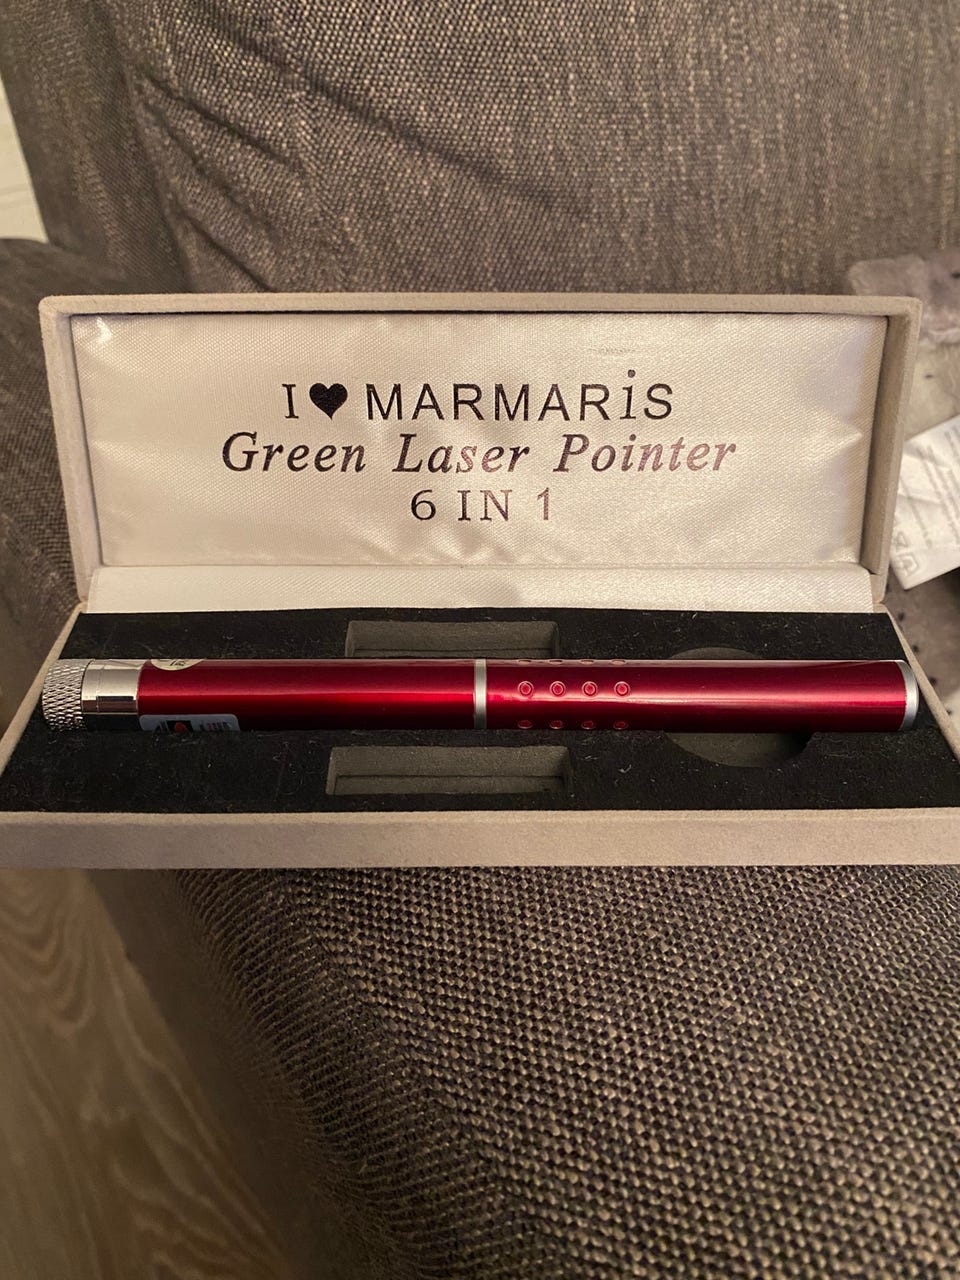 I ♥ MARMARiS
Green Laser Pointer
6 IN 1